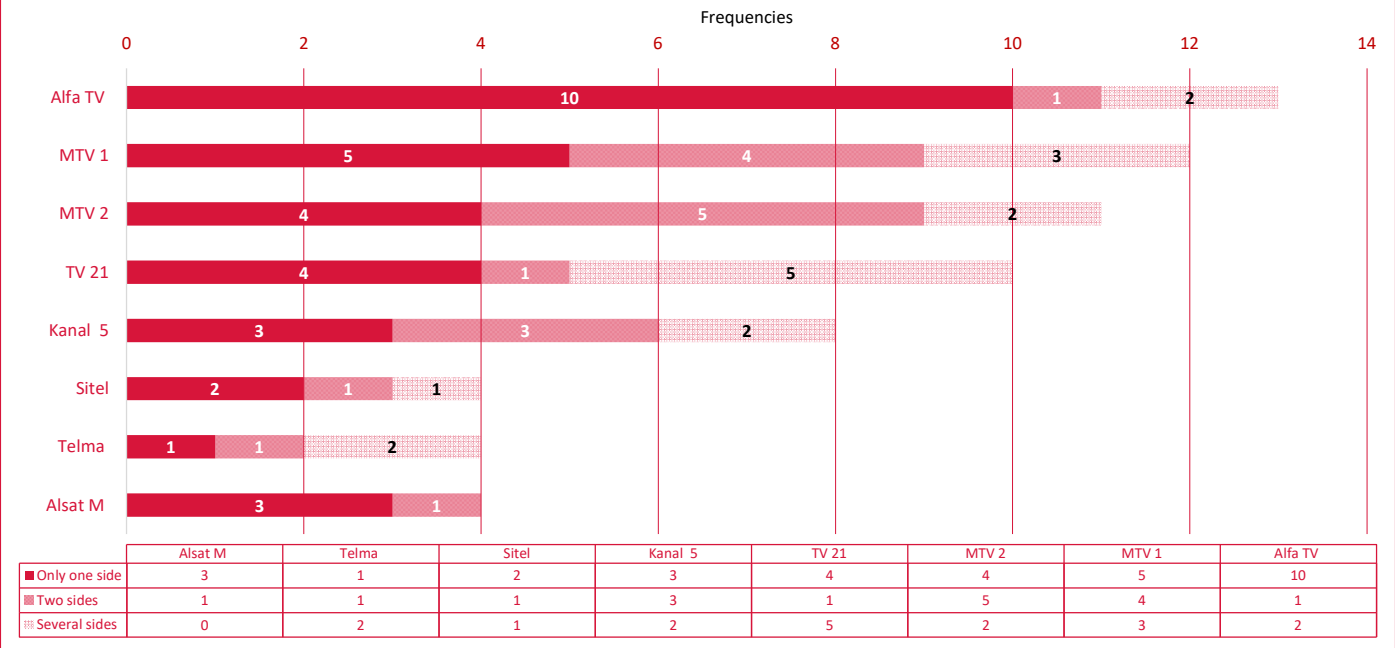 Frequencies
0 2 4 6 8 10 12 14
Alfa TV 10 1 2
MTV 1 5 4 3
MTV 2 4 5 2
TV 21 4 1 5
Kanal 5 3 3 2
Sitel 2 1 1
Telma 1 1 2
Alsat M 3 1
Alsat M Telma Sitel Kanal 5 TV 21 MTV 2 MTV 1 Alfa TV
Only one side 3 1 2 3 4 4 5 10
Two sides 1 1 1 3 1 5 4 1
Several sides 0 2 1 2 5 2 3 2